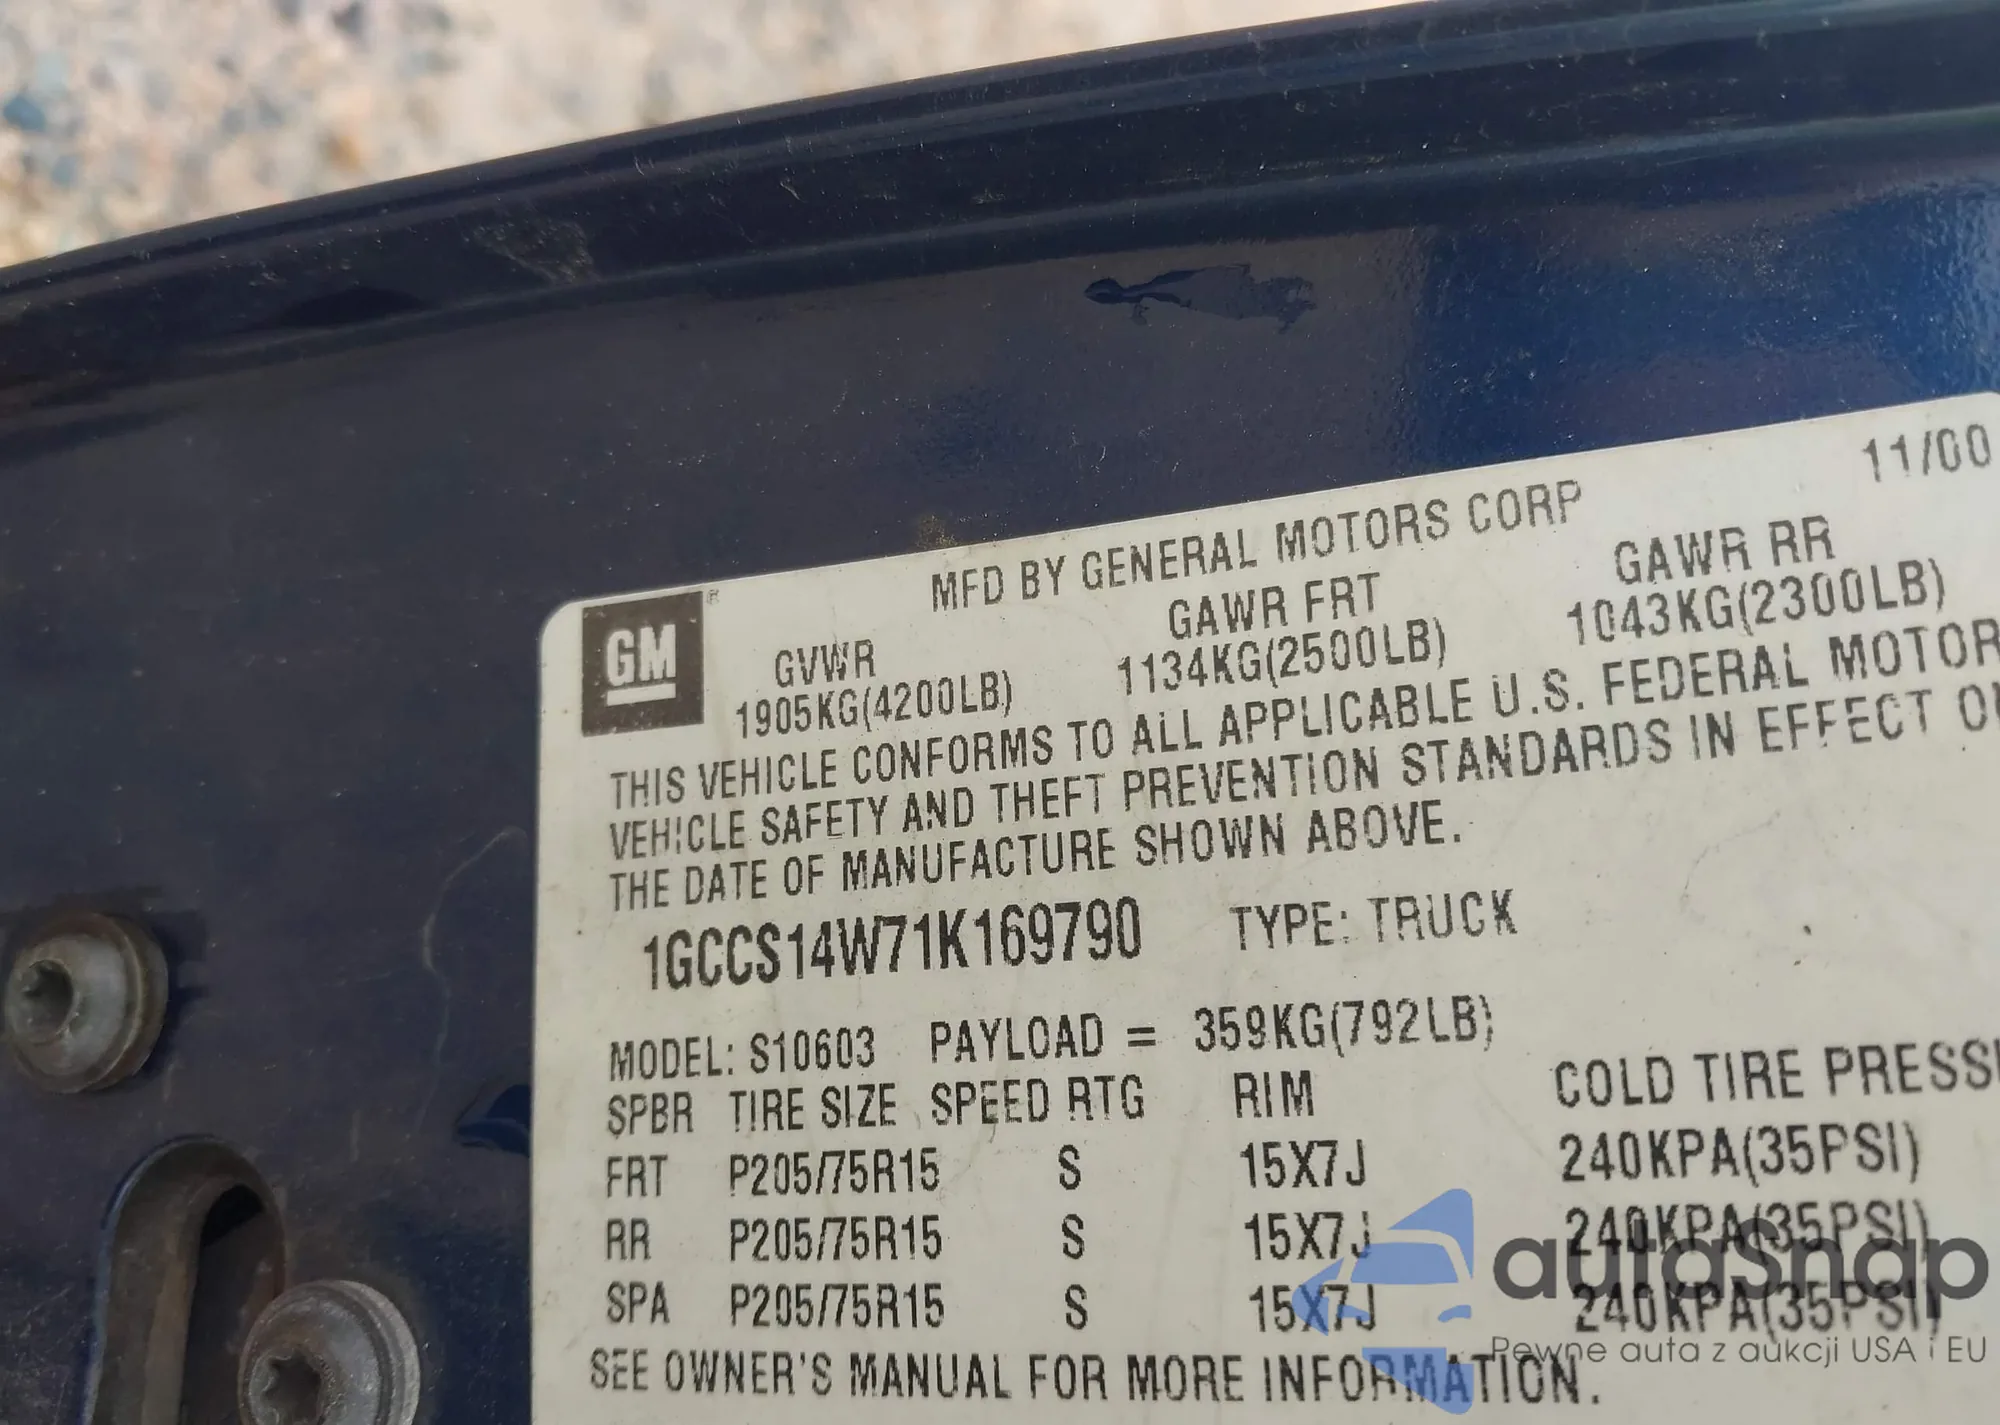 11/00
MFD BY GENERAL MOTORS CORP
GM ®
GVWR GAWR FRT GAWR RR
1905KG(4200LB) 1134KG(2500LB) 1043KG(2300LB)
THIS VEHICLE CONFORMS TO ALL APPLICABLE U.S. FEDERAL MOTOR
VEHICLE SAFETY AND THEFT PREVENTION STANDARDS IN EFFECT
THE DATE OF MANUFACTURE SHOWN ABOVE.
1GCCS14W71K169790 TYPE: TRUCK
MODEL: S10603 PAYLOAD = 359KG(792LB)
SPBR TIRE SIZE SPEED RTG RIM COLD TIRE PRESS
FRT P205/75R15 S 15X7J 240KPA(35PSI)
RR P205/75R15 S 15X7J 240KPA(35PSI)
SPA P205/75R15 S 15X7J 240KPA(35PSI)
SEE OWNER'S MANUAL FOR MORE INFORMATION.
autoSnap
Pewne auta z aukcji USA i EU